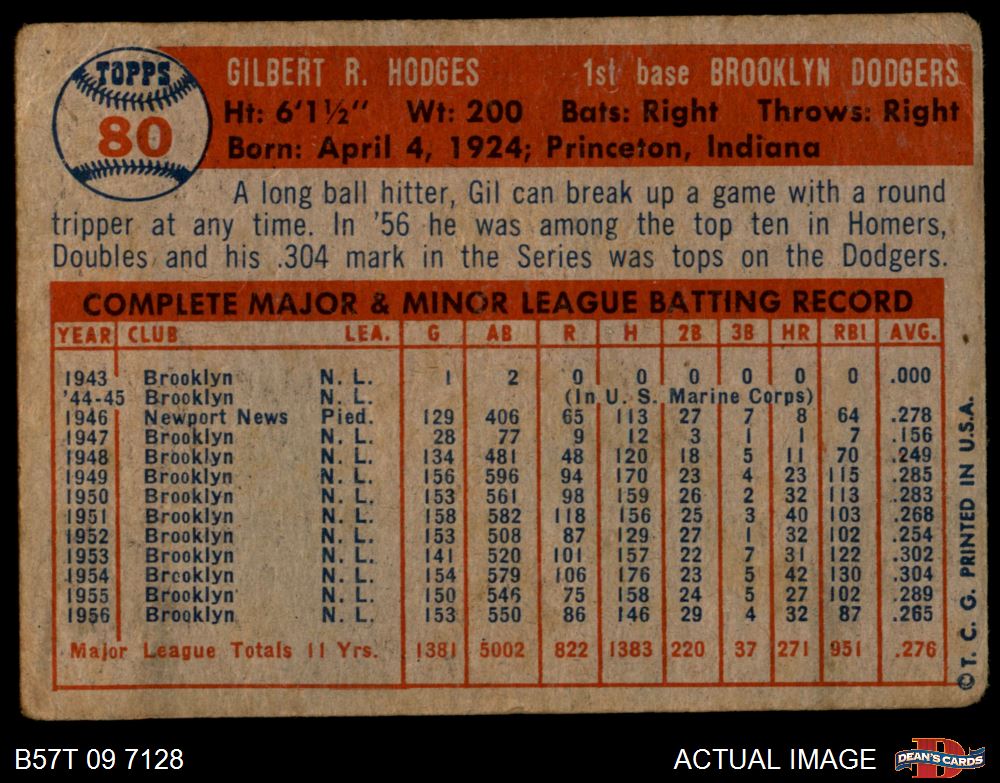 TOPPS
80
GILBERT R. HODGES 1st base BROOKLYN DODGERS
Ht: 6'1½" Wt: 200 Bats: Right Throws: Right
Born: April 4, 1924; Princeton, Indiana
A long ball hitter, Gil can break up a game with a round
tripper at any time. In '56 he was among the top ten in Homers,
Doubles and his .304 mark in the Series was tops on the Dodgers.
COMPLETE MAJOR & MINOR LEAGUE BATTING RECORD
YEAR CLUB LEA. G AB R H 2B 3B HR RBI AVG.
1943 Brooklyn N. L. 1 2 0 0 0 0 0 0 .000
'44-45 Brooklyn N. L. (In U. S. Marine Corps)
1946 Newport News Pied. 129 406 65 113 27 7 8 64 .278
1947 Brooklyn N. L. 28 77 9 12 3 1 1 7 .156
1948 Brooklyn N. L. 134 481 48 120 18 5 11 70 .249
1949 Brooklyn N. L. 156 596 94 170 23 4 23 115 .285
1950 Brooklyn N. L. 153 561 98 159 26 2 32 113 .283
1951 Brooklyn N. L. 158 582 118 156 25 3 40 103 .268
1952 Brooklyn N. L. 153 508 87 129 27 1 32 102 .254
1953 Brooklyn N. L. 141 520 101 157 22 7 31 122 .302
1954 Brooklyn N. L. 154 579 106 176 23 5 42 130 .304
1955 Brooklyn N. L. 150 546 75 158 24 5 27 102 .289
1956 Brooklyn N. L. 153 550 86 146 29 4 32 87 .265
Major League Totals 11 Yrs. 1381 5002 822 1383 220 37 271 951 .276
© T. C. G. PRINTED IN U.S.A.
B57T 09 7128
ACTUAL IMAGE
DEAN'S CARDS